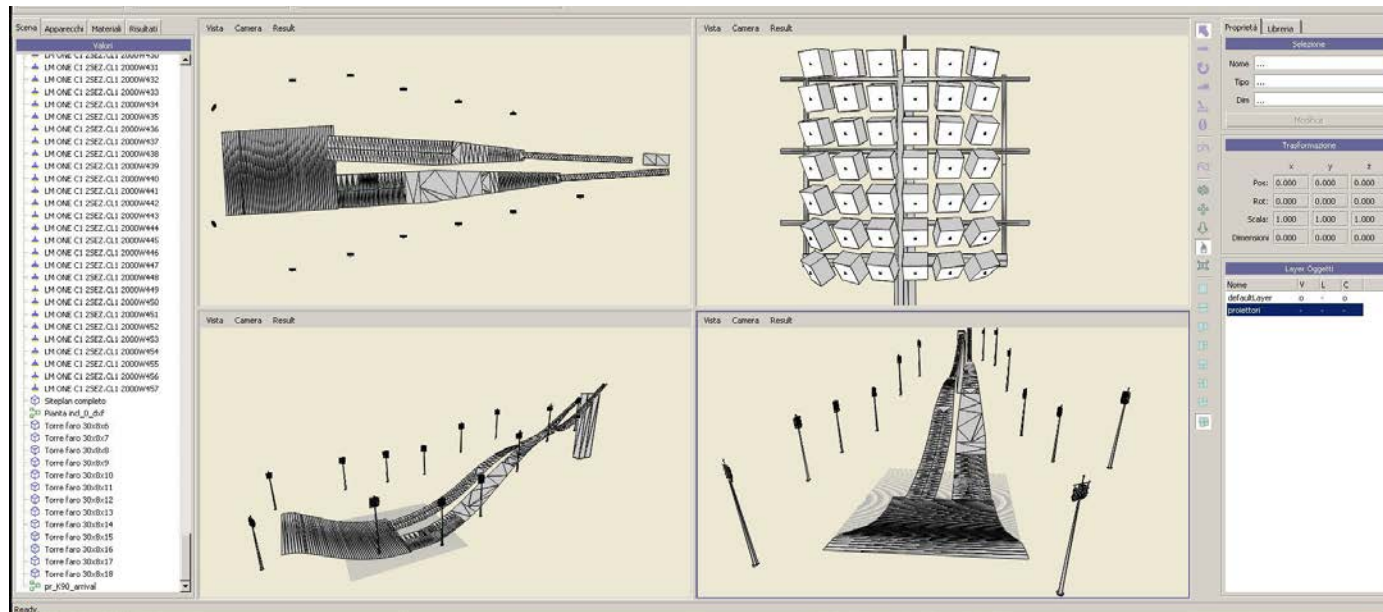 Scena Apparecchi Materiali Risultati
Valori
LM ONE C1 2SEZ.CL1 2000W430
LM ONE C1 2SEZ.CL1 2000W431
LM ONE C1 2SEZ.CL1 2000W432
LM ONE C1 2SEZ.CL1 2000W433
LM ONE C1 2SEZ.CL1 2000W434
LM ONE C1 2SEZ.CL1 2000W435
LM ONE C1 2SEZ.CL1 2000W436
LM ONE C1 2SEZ.CL1 2000W437
LM ONE C1 2SEZ.CL1 2000W438
LM ONE C1 2SEZ.CL1 2000W439
LM ONE C1 2SEZ.CL1 2000W440
LM ONE C1 2SEZ.CL1 2000W441
LM ONE C1 2SEZ.CL1 2000W442
LM ONE C1 2SEZ.CL1 2000W443
LM ONE C1 2SEZ.CL1 2000W444
LM ONE C1 2SEZ.CL1 2000W445
LM ONE C1 2SEZ.CL1 2000W446
LM ONE C1 2SEZ.CL1 2000W447
LM ONE C1 2SEZ.CL1 2000W448
LM ONE C1 2SEZ.CL1 2000W449
LM ONE C1 2SEZ.CL1 2000W450
LM ONE C1 2SEZ.CL1 2000W451
LM ONE C1 2SEZ.CL1 2000W452
LM ONE C1 2SEZ.CL1 2000W453
LM ONE C1 2SEZ.CL1 2000W454
LM ONE C1 2SEZ.CL1 2000W455
LM ONE C1 2SEZ.CL1 2000W456
LM ONE C1 2SEZ.CL1 2000W457
Siteplan completo
Pianta incl_0_dxf
Torre faro 30x8x6
Torre faro 30x8x7
Torre faro 30x8x8
Torre faro 30x8x9
Torre faro 30x8x10
Torre faro 30x8x11
Torre faro 30x8x12
Torre faro 30x8x13
Torre faro 30x8x14
Torre faro 30x8x15
Torre faro 30x8x16
Torre faro 30x8x17
Torre faro 30x8x18
pr_K90_arrival
Ready
Vista Camera Result
Vista Camera Result
Vista Camera Result
Vista Camera Result
Proprietà Libreria
Selezione
Nome ...
Tipo ...
Dim ...
Modifica
Trasformazione
x y z
Pos: 0.000 0.000 0.000
Rot: 0.000 0.000 0.000
Scala: 1.000 1.000 1.000
Dimensioni 0.000 0.000 0.000
Layer Oggetti
Nome V L C
defaultLayer o - o
proiettori - - -